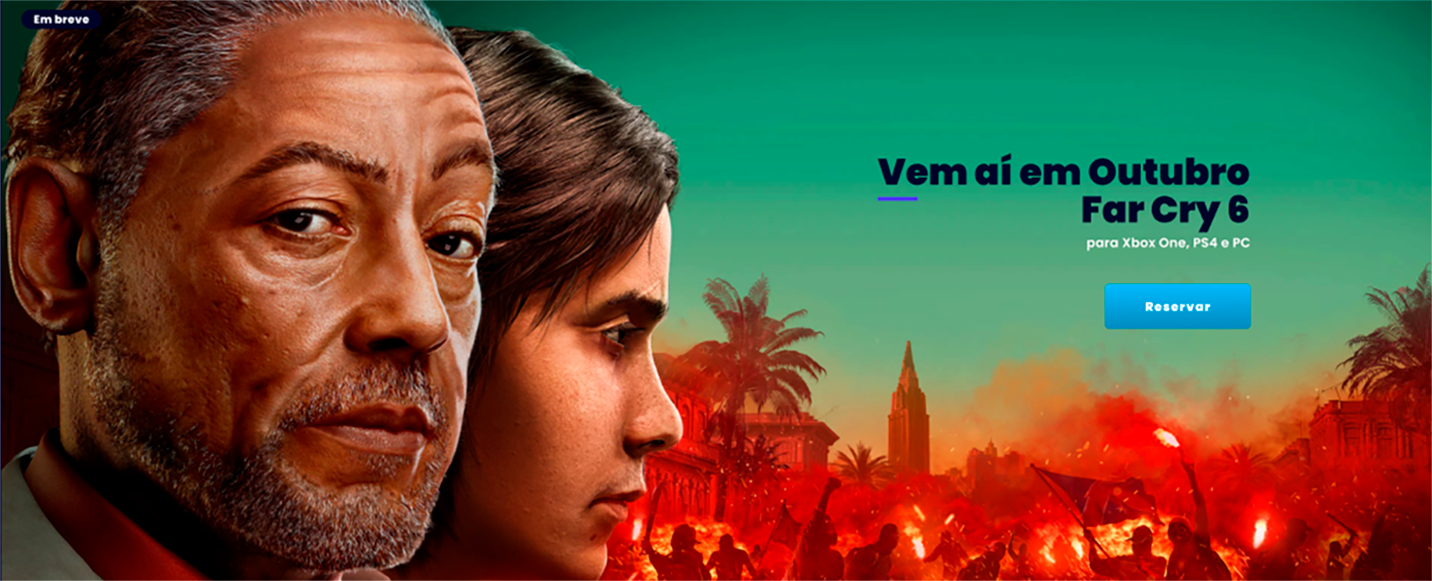 Em breve
Vem aí em Outubro
Far Cry 6
para Xbox One, PS4 e PC
Reservar